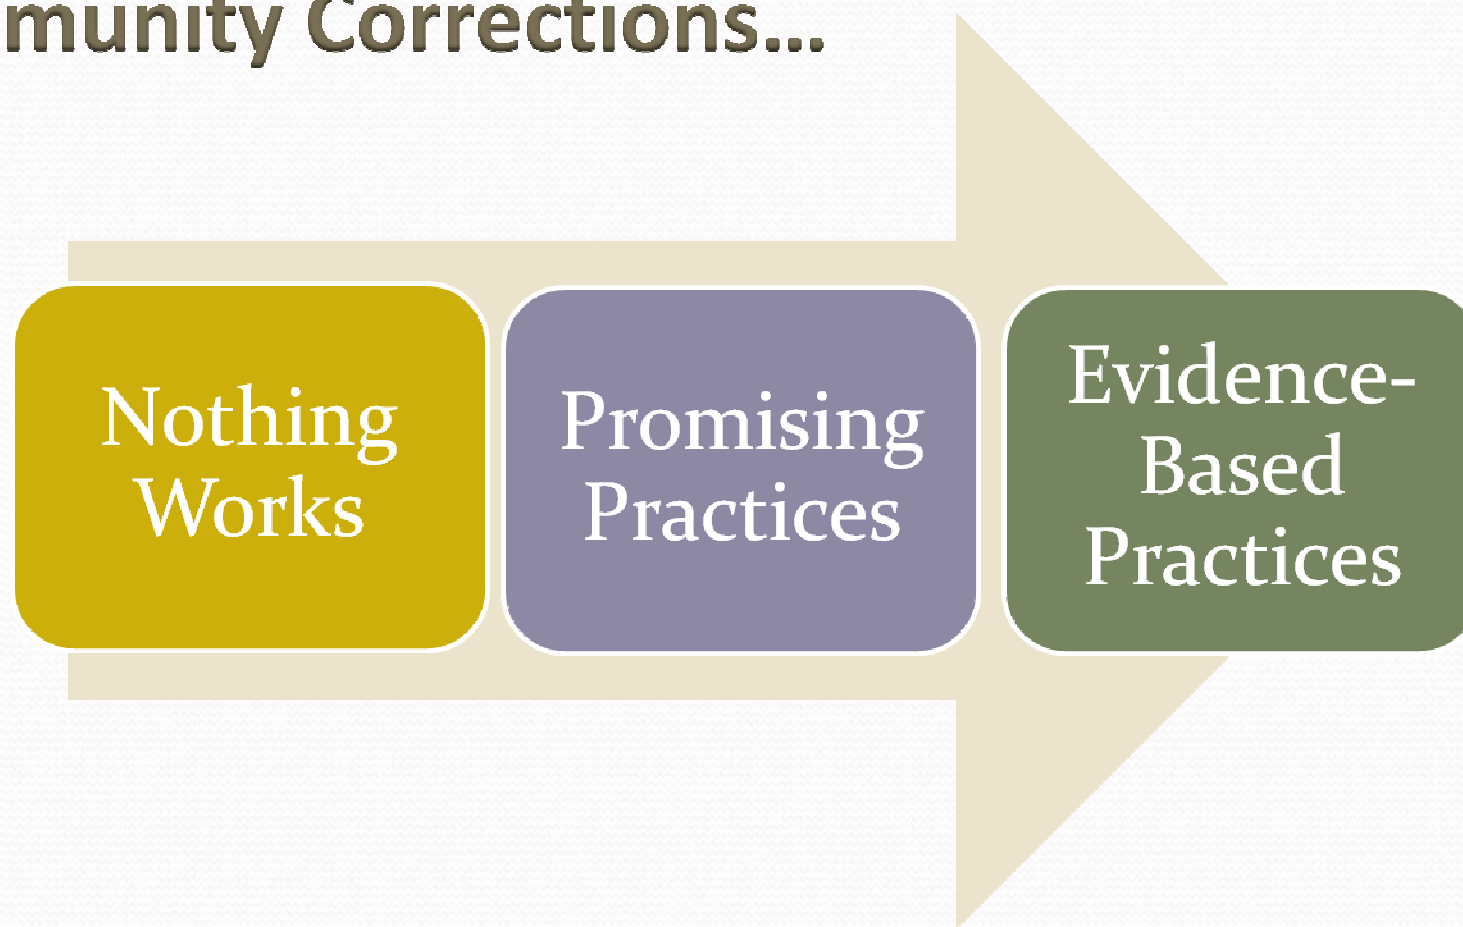 munity Corrections...
Nothing
Works
Promising
Practices
Evidence-
Based
Practices